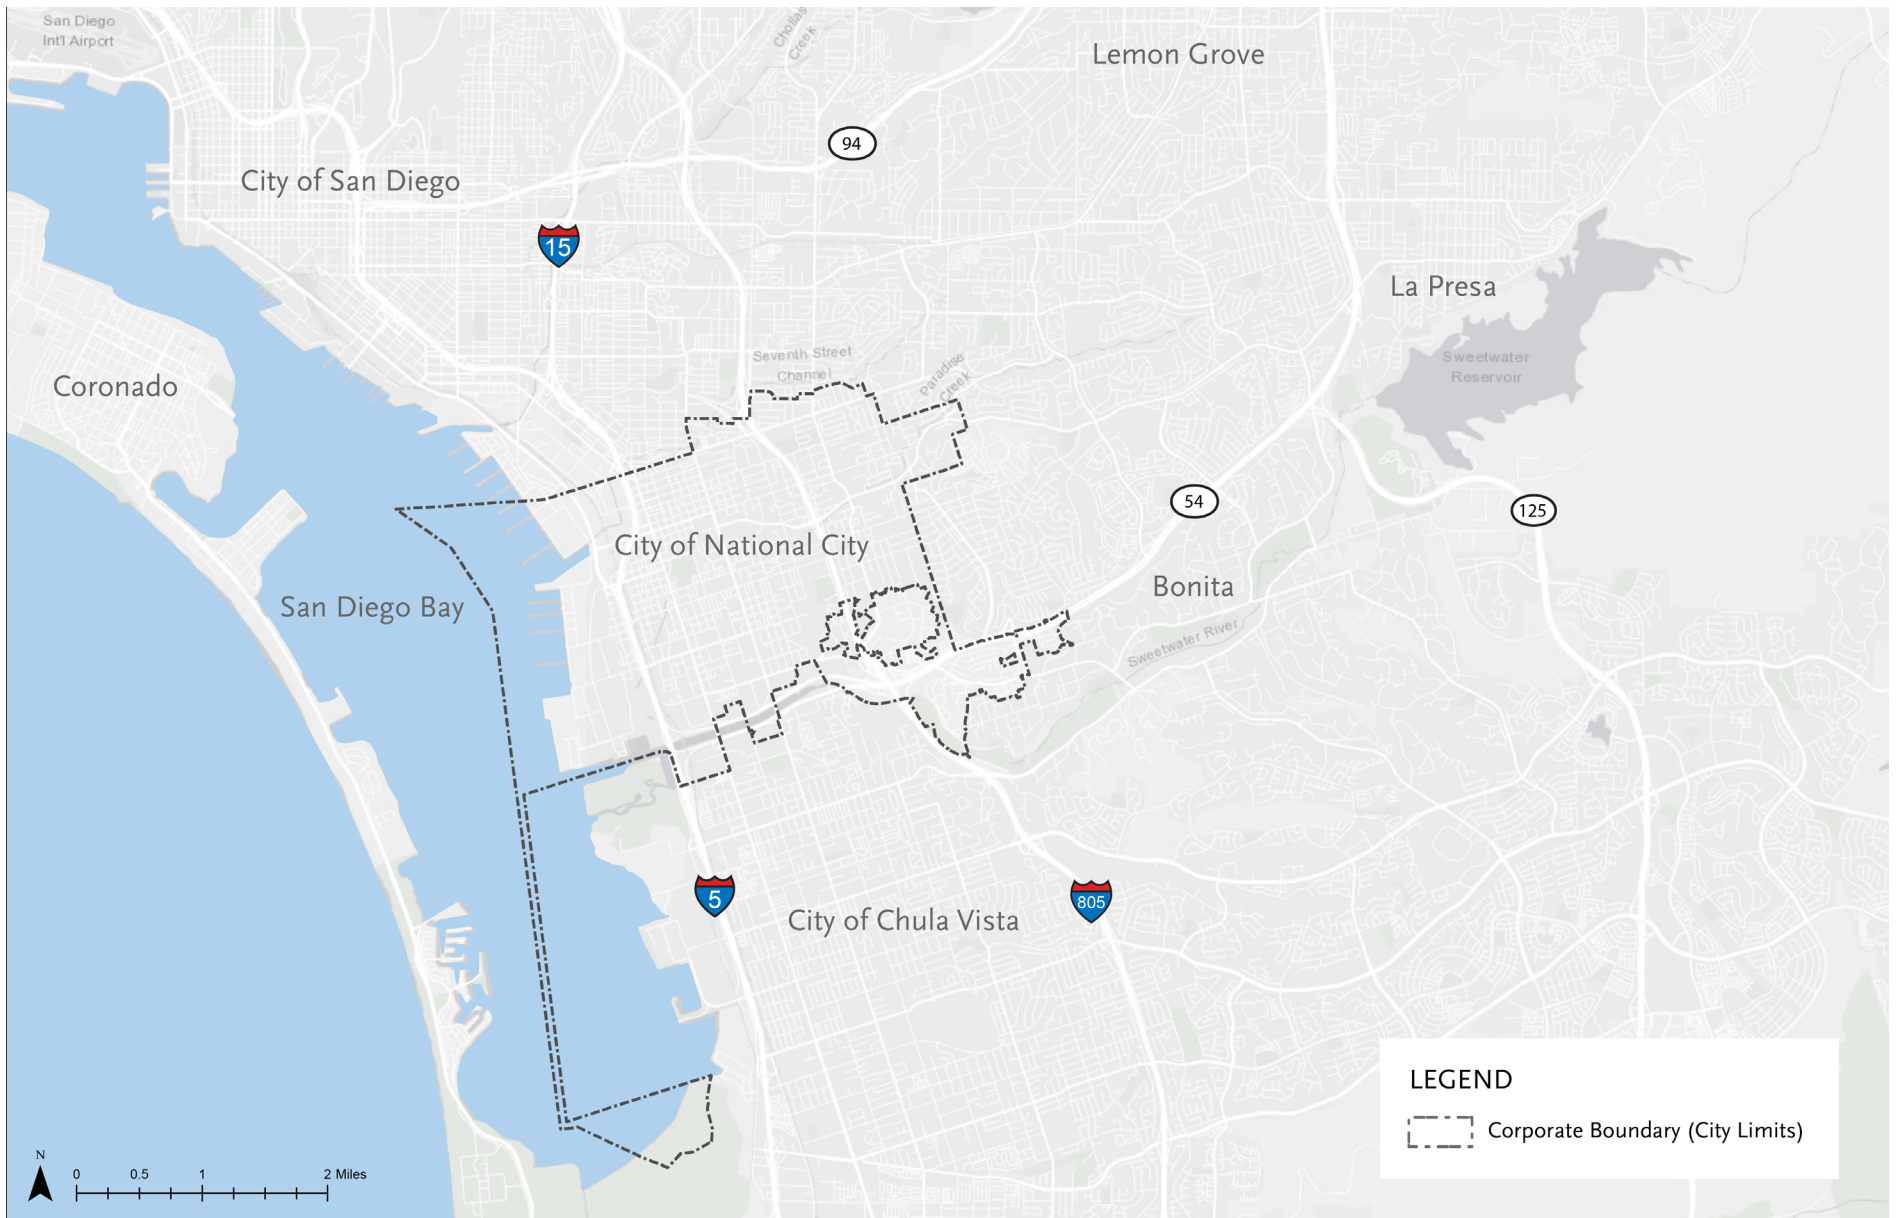 San Diego
Int'l Airport
Chollas
Creek
Lemon Grove
94
City of San Diego
15
La Presa
Seventh Street
Channel
Paradise
Creek
Sweetwater
Reservoir
Coronado
54
125
City of National City
Bonita
San Diego Bay
Sweetwater River
5
805
City of Chula Vista
LEGEND
Corporate Boundary (City Limits)
N
0 0.5 1 2 Miles